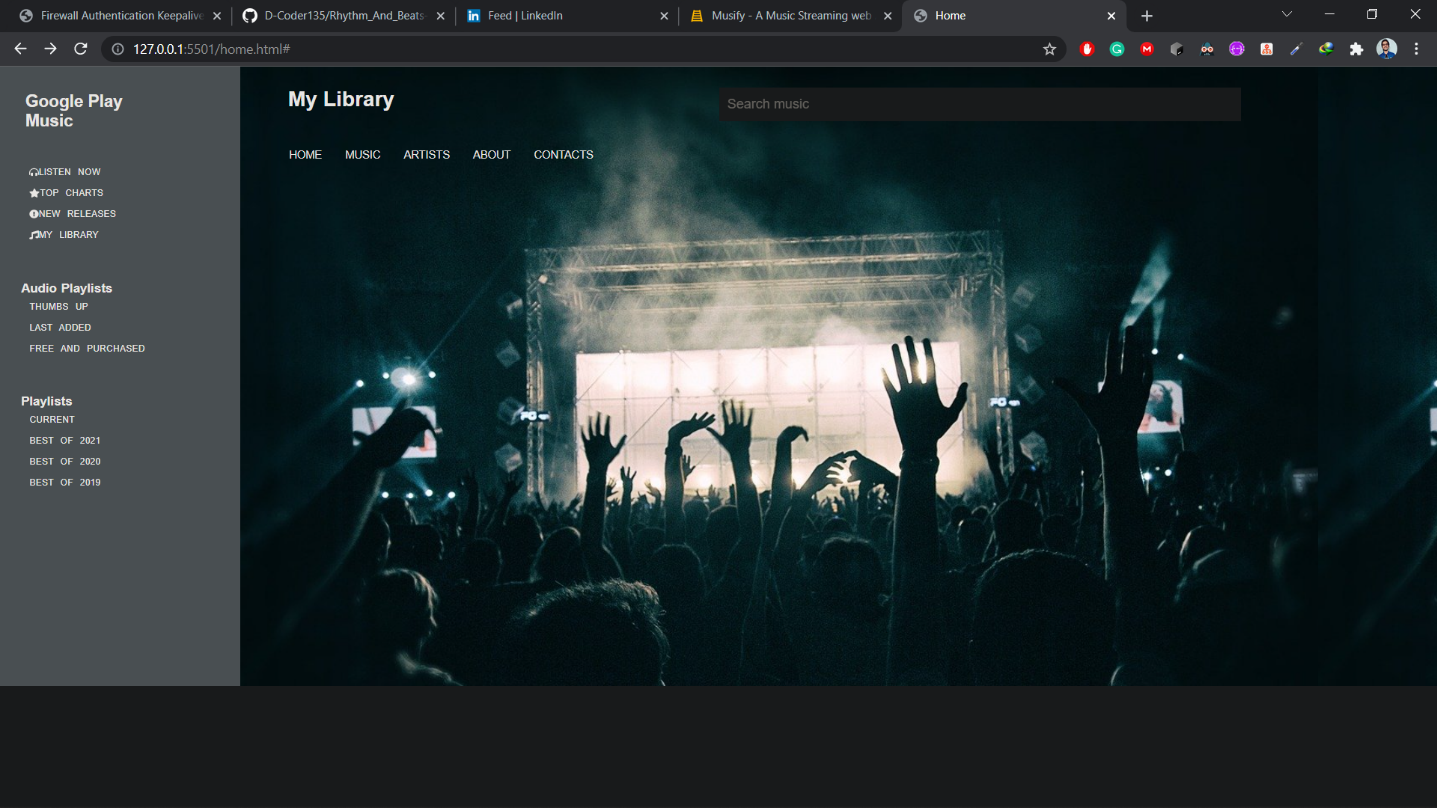 Firewall Authentication Keepalive
D-Coder135/Rhythm_And_Beats
Feed | LinkedIn
Musify - A Music Streaming web
Home
127.0.0.1:5501/home.html#
Google Play
Music
My Library
Search music
HOME MUSIC ARTISTS ABOUT CONTACTS
LISTEN NOW
TOP CHARTS
NEW RELEASES
MY LIBRARY
Audio Playlists
THUMBS UP
LAST ADDED
FREE AND PURCHASED
Playlists
CURRENT
BEST OF 2021
BEST OF 2020
BEST OF 2019